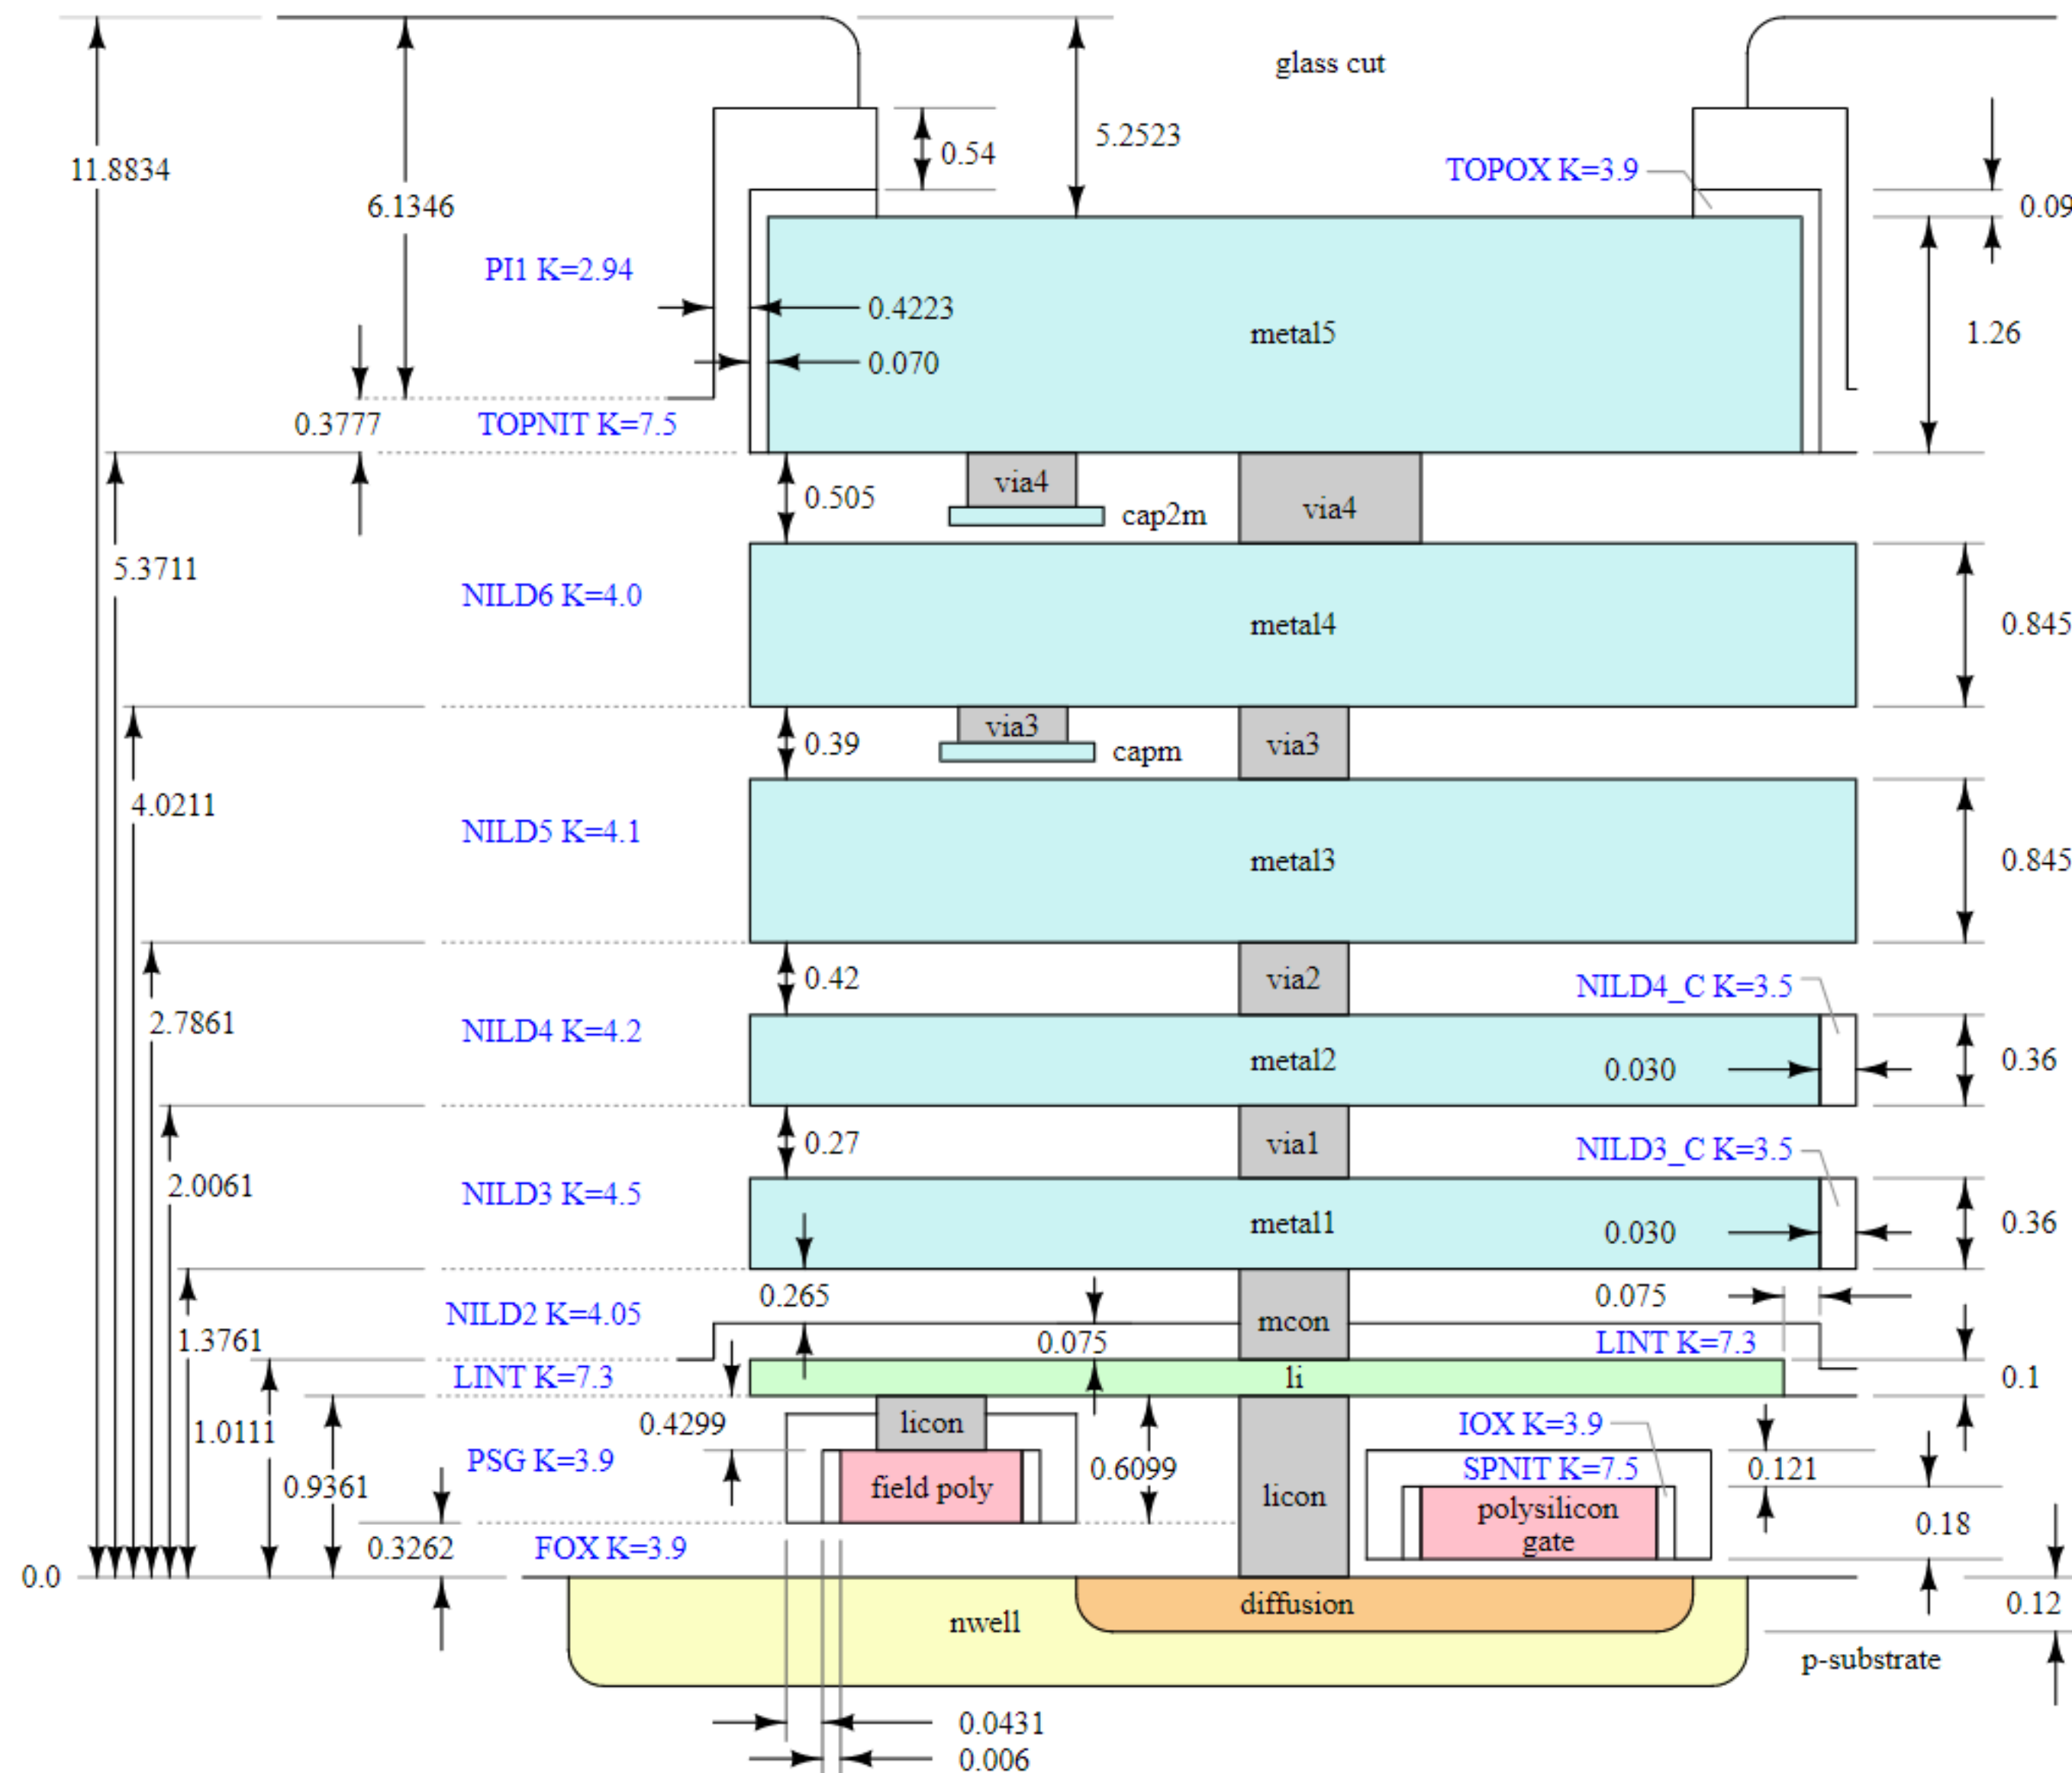 glass cut
5.2523
0.54
11.8834
TOPOX K=3.9
6.1346
0.09
PI1 K=2.94
0.4223
metal5
1.26
0.070
0.3777
TOPNIT K=7.5
via4
0.505
cap2m
via4
5.3711
NILD6 K=4.0
metal4
0.845
via3
0.39
capm
via3
4.0211
NILD5 K=4.1
metal3
0.845
0.42
via2
NILD4_C K=3.5
2.7861
NILD4 K=4.2
metal2
0.030
0.36
0.27
via1
NILD3_C K=3.5
2.0061
NILD3 K=4.5
metal1
0.030
0.36
0.265
0.075
NILD2 K=4.05
mcon
1.3761
0.075
LINT K=7.3
LINT K=7.3
li
0.1
0.4299
licon
IOX K=3.9
1.0111
PSG K=3.9
0.6099
SPNIT K=7.5
0.121
0.9361
field poly
licon
polysilicon
gate
0.18
0.3262
FOX K=3.9
0.0
diffusion
0.12
nwell
p-substrate
0.0431
0.006